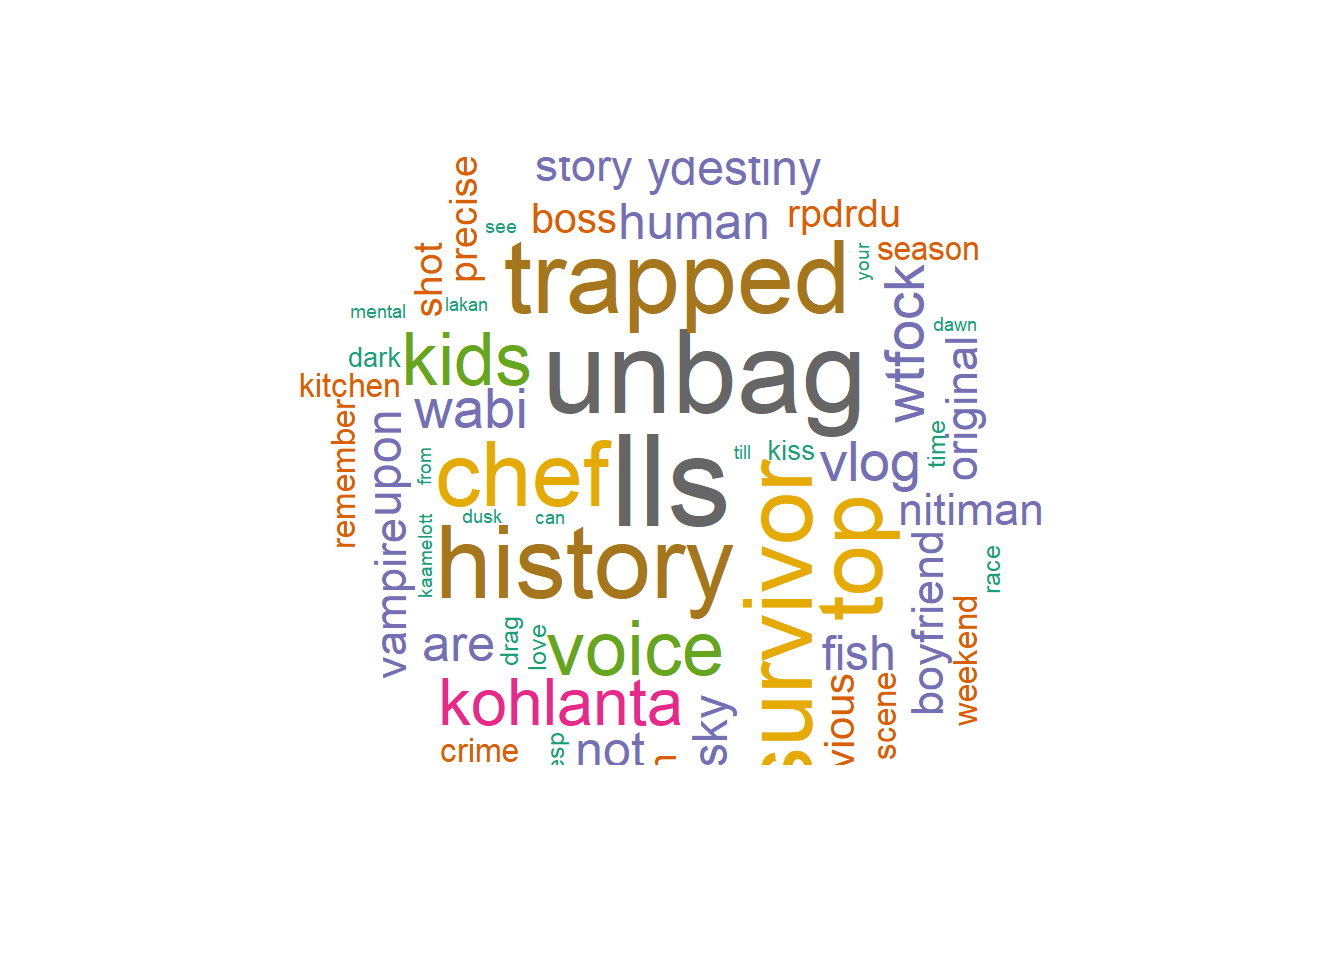 story ydestiny
precise
boss human rpdrdu
see
season
your
shot
trapped
lakan
mental
wtfock
dawn
dark
kids
unbag
original
kitchen
wabi
remember
upon
from
chef
lls
till
kiss
vlog
time
survivor
top
nitiman
dusk
can
vampire
kaamelott
history
boyfriend
race
are
drag
love
voice
fish
weekend
kohlanta
sky
vious
scene
crime
esp
not